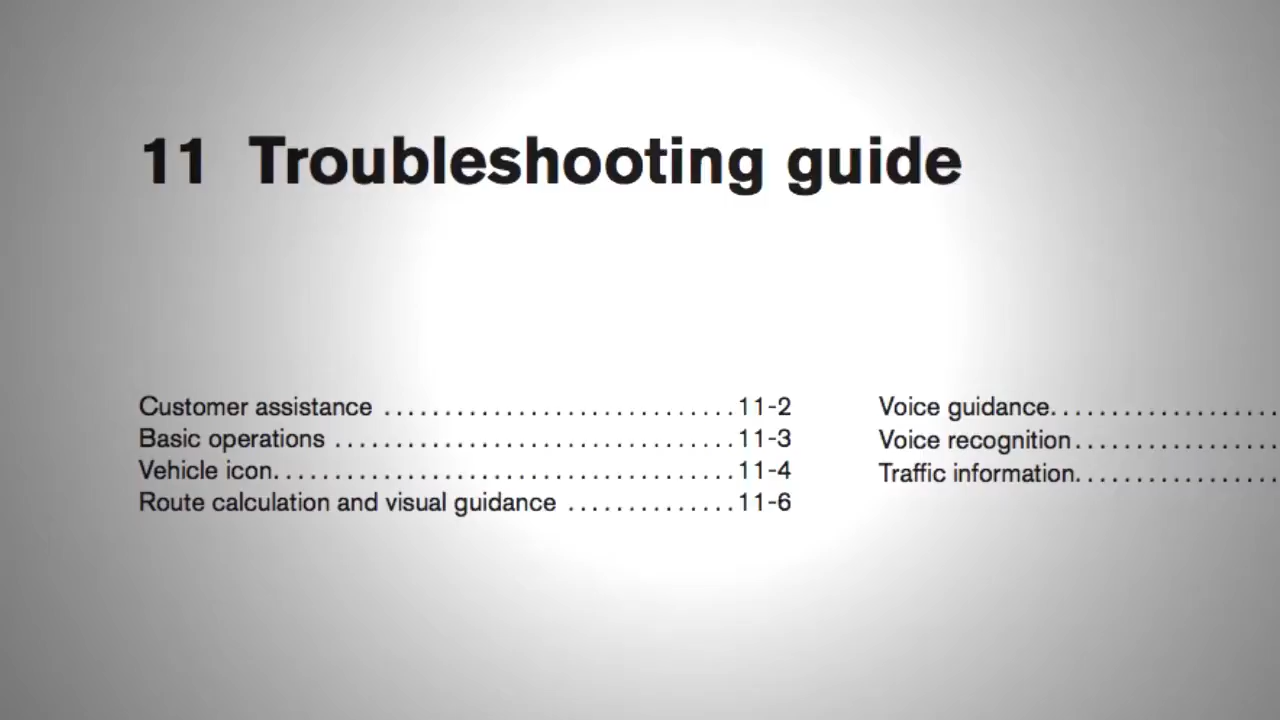 11 Troubleshooting guide
Customer assistance ............................. 11-2
Basic operations ................................. 11-3
Vehicle icon...................................... 11-4
Route calculation and visual guidance .............. 11-6
Voice guidance...................
Voice recognition.................
Traffic information.................